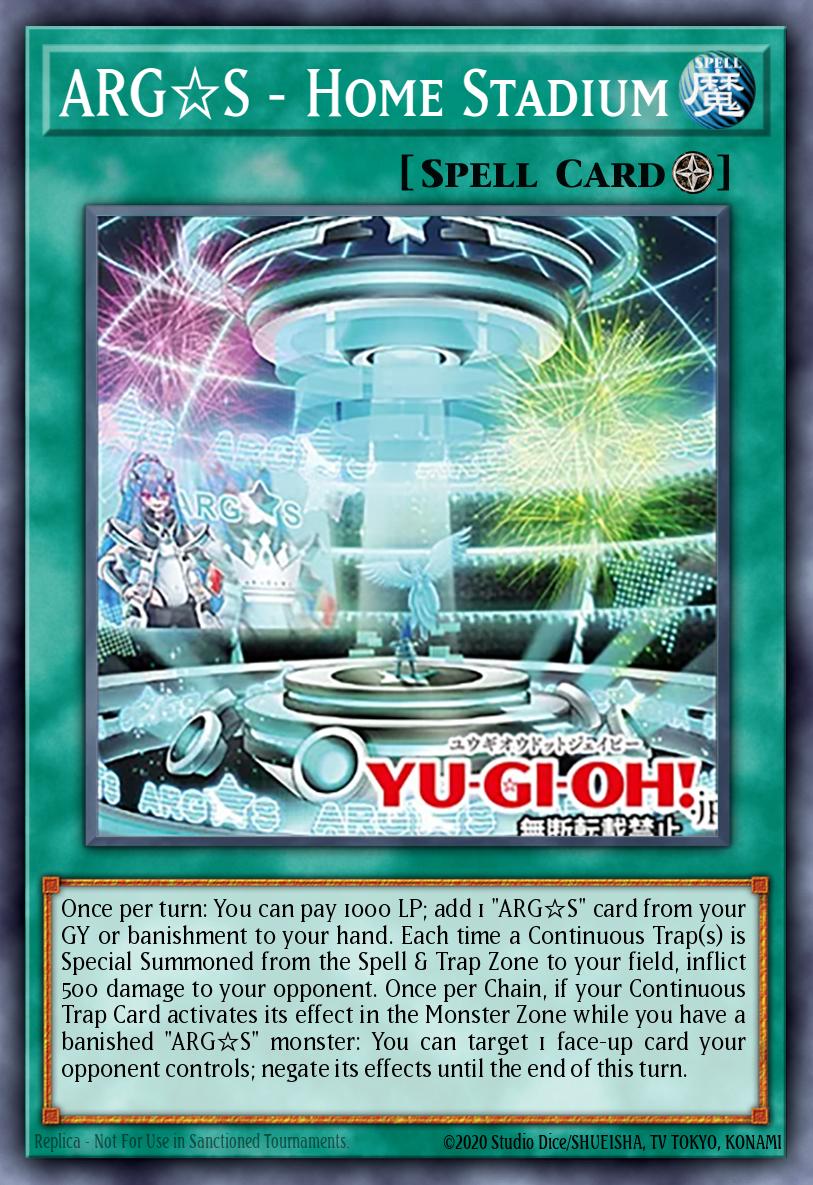 ARG☆S - Home Stadium
SPELL
魔
[Spell Card]
ARG☆S
ユウギオウドットジェイピー
YU-GI-OH!.jp
無断転載禁止
ARG☆S
Once per turn: You can pay 1000 LP; add 1 "ARG☆S" card from your
GY or banishment to your hand. Each time a Continuous Trap(s) is
Special Summoned from the Spell & Trap Zone to your field, inflict
500 damage to your opponent. Once per Chain, if your Continuous
Trap Card activates its effect in the Monster Zone while you have a
banished "ARG☆S" monster: You can target 1 face-up card your
opponent controls; negate its effects until the end of this turn.
Replica - Not For Use in Sanctioned Tournaments.
©2020 Studio Dice/SHUEISHA, TV TOKYO, KONAMI